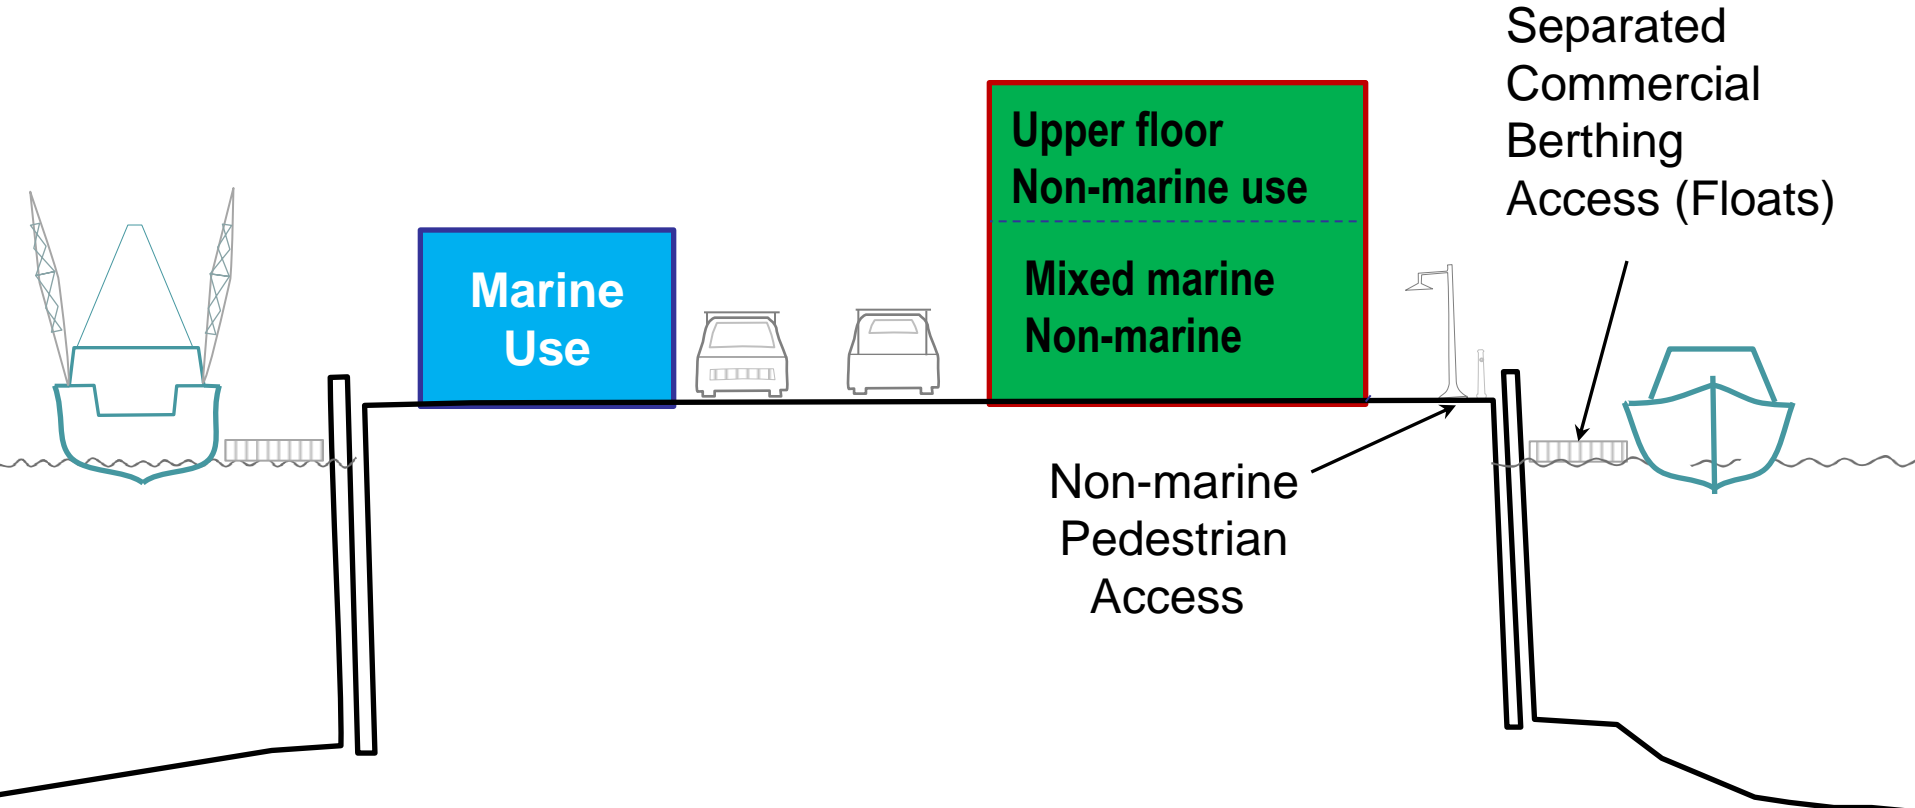 Separated
Commercial
Berthing
Access (Floats)
Upper floor
Non-marine use
Mixed marine
Non-marine
Marine
Use
Non-marine
Pedestrian
Access